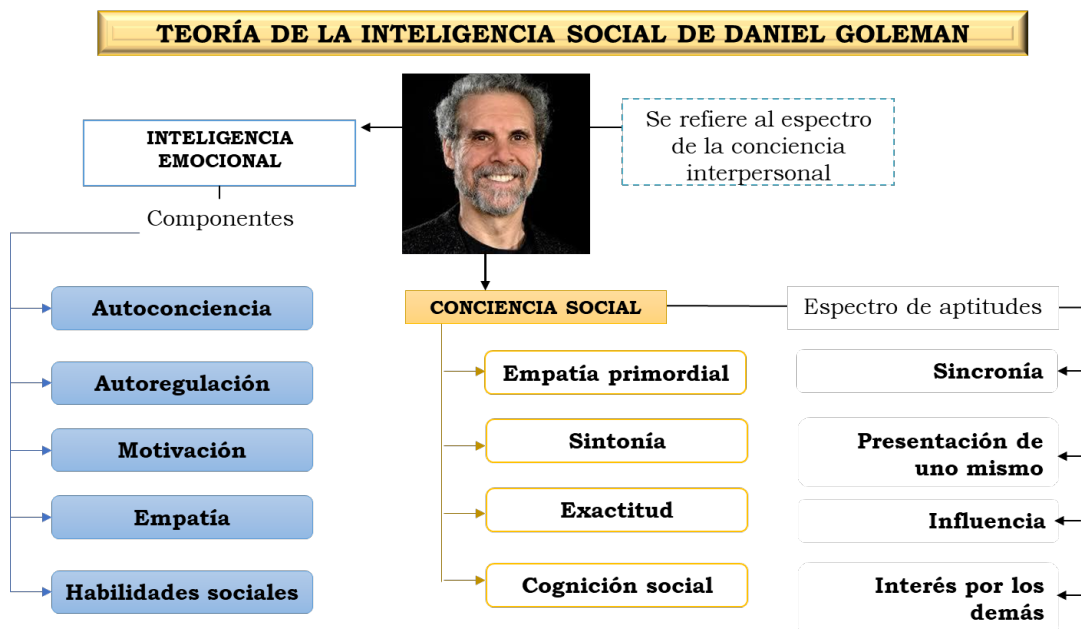 TEORÍA DE LA INTELIGENCIA SOCIAL DE DANIEL GOLEMAN
INTELIGENCIA
EMOCIONAL
Se refiere al espectro
de la conciencia
interpersonal
Componentes
Autoconciencia
Autoregulación
Motivación
Empatía
Habilidades sociales
CONCIENCIA SOCIAL
Empatía primordial
Sintonía
Exactitud
Cognición social
Espectro de aptitudes
Sincronía
Presentación de
uno mismo
Influencia
Interés por los
demás